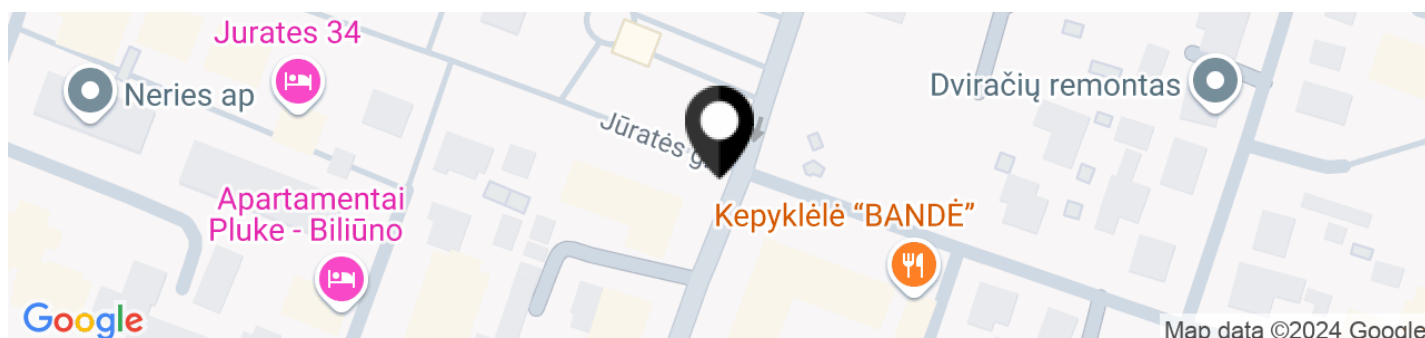 Jurates 34
Neries ap
Dviračių remontas
Jūratės g.
Apartamentai
Pluke - Biliūno
Kepyklėlė “BANDĖ”
Google
Map data ©2024 Google